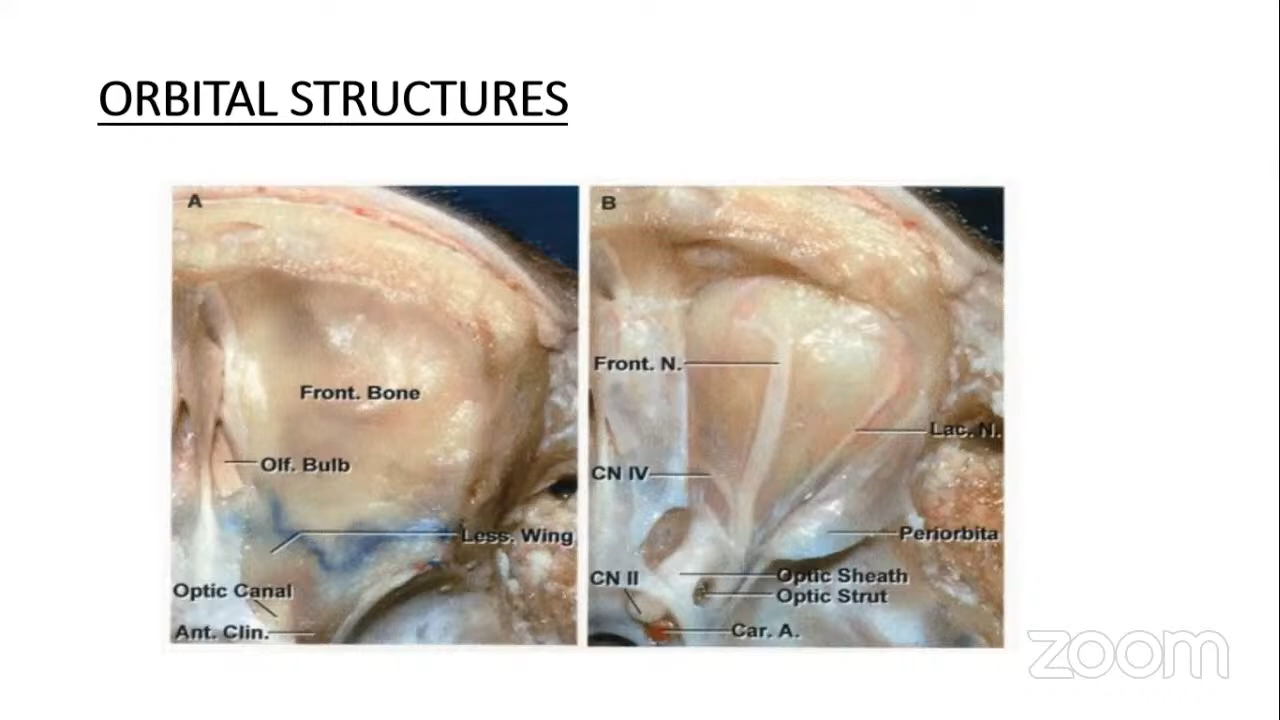 ORBITAL STRUCTURES
A
Front. Bone
Olf. Bulb
Less. Wing
Optic Canal
Ant. Clin.
B
Front. N.
Lac. N.
CN IV
Periorbita
CN II
Optic Sheath
Optic Strut
Car. A.
zoom